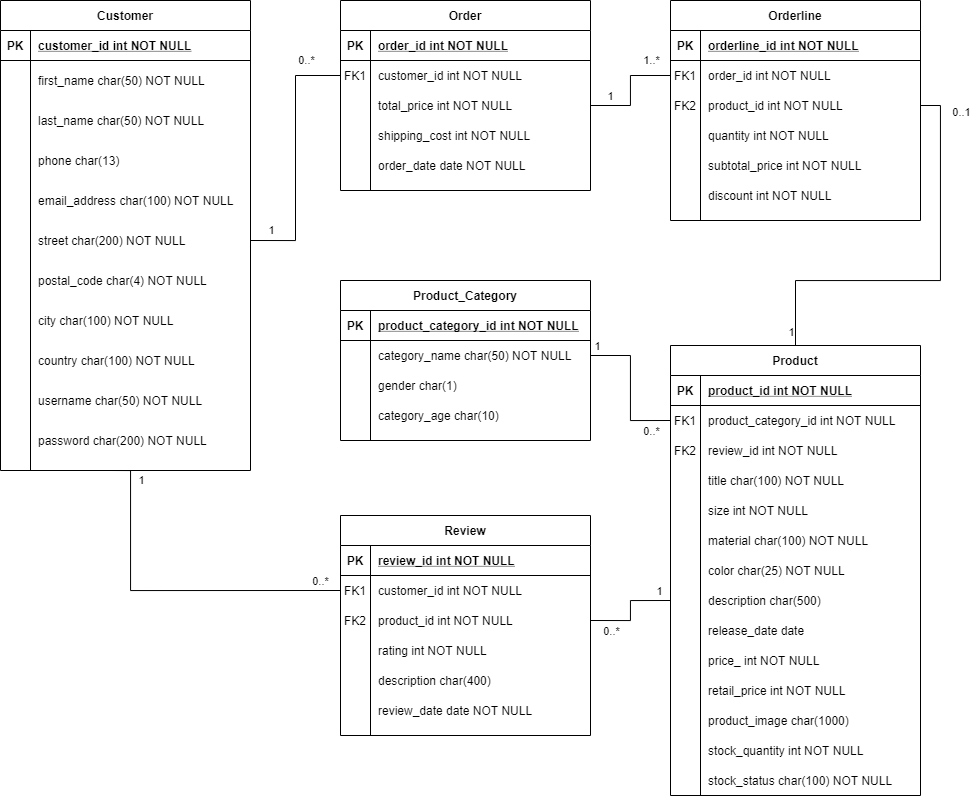 Customer
PK customer_id int NOT NULL
first_name char(50) NOT NULL
last_name char(50) NOT NULL
phone char(13)
email_address char(100) NOT NULL
street char(200) NOT NULL
postal_code char(4) NOT NULL
city char(100) NOT NULL
country char(100) NOT NULL
username char(50) NOT NULL
password char(200) NOT NULL
1
0..*
Order
PK order_id int NOT NULL
FK1 customer_id int NOT NULL
total_price int NOT NULL
shipping_cost int NOT NULL
order_date date NOT NULL
1
1..*
Orderline
PK orderline_id int NOT NULL
FK1 order_id int NOT NULL
FK2 product_id int NOT NULL
quantity int NOT NULL
subtotal_price int NOT NULL
discount int NOT NULL
0..1
1
Product_Category
PK product_category_id int NOT NULL
category_name char(50) NOT NULL
gender char(1)
category_age char(10)
1
0..*
Product
PK product_id int NOT NULL
FK1 product_category_id int NOT NULL
FK2 review_id int NOT NULL
title char(100) NOT NULL
size int NOT NULL
material char(100) NOT NULL
color char(25) NOT NULL
description char(500)
release_date date
price_ int NOT NULL
retail_price int NOT NULL
product_image char(1000)
stock_quantity int NOT NULL
stock_status char(100) NOT NULL
1
0..*
Review
PK review_id int NOT NULL
FK1 customer_id int NOT NULL
FK2 product_id int NOT NULL
rating int NOT NULL
description char(400)
review_date date NOT NULL
1
0..*